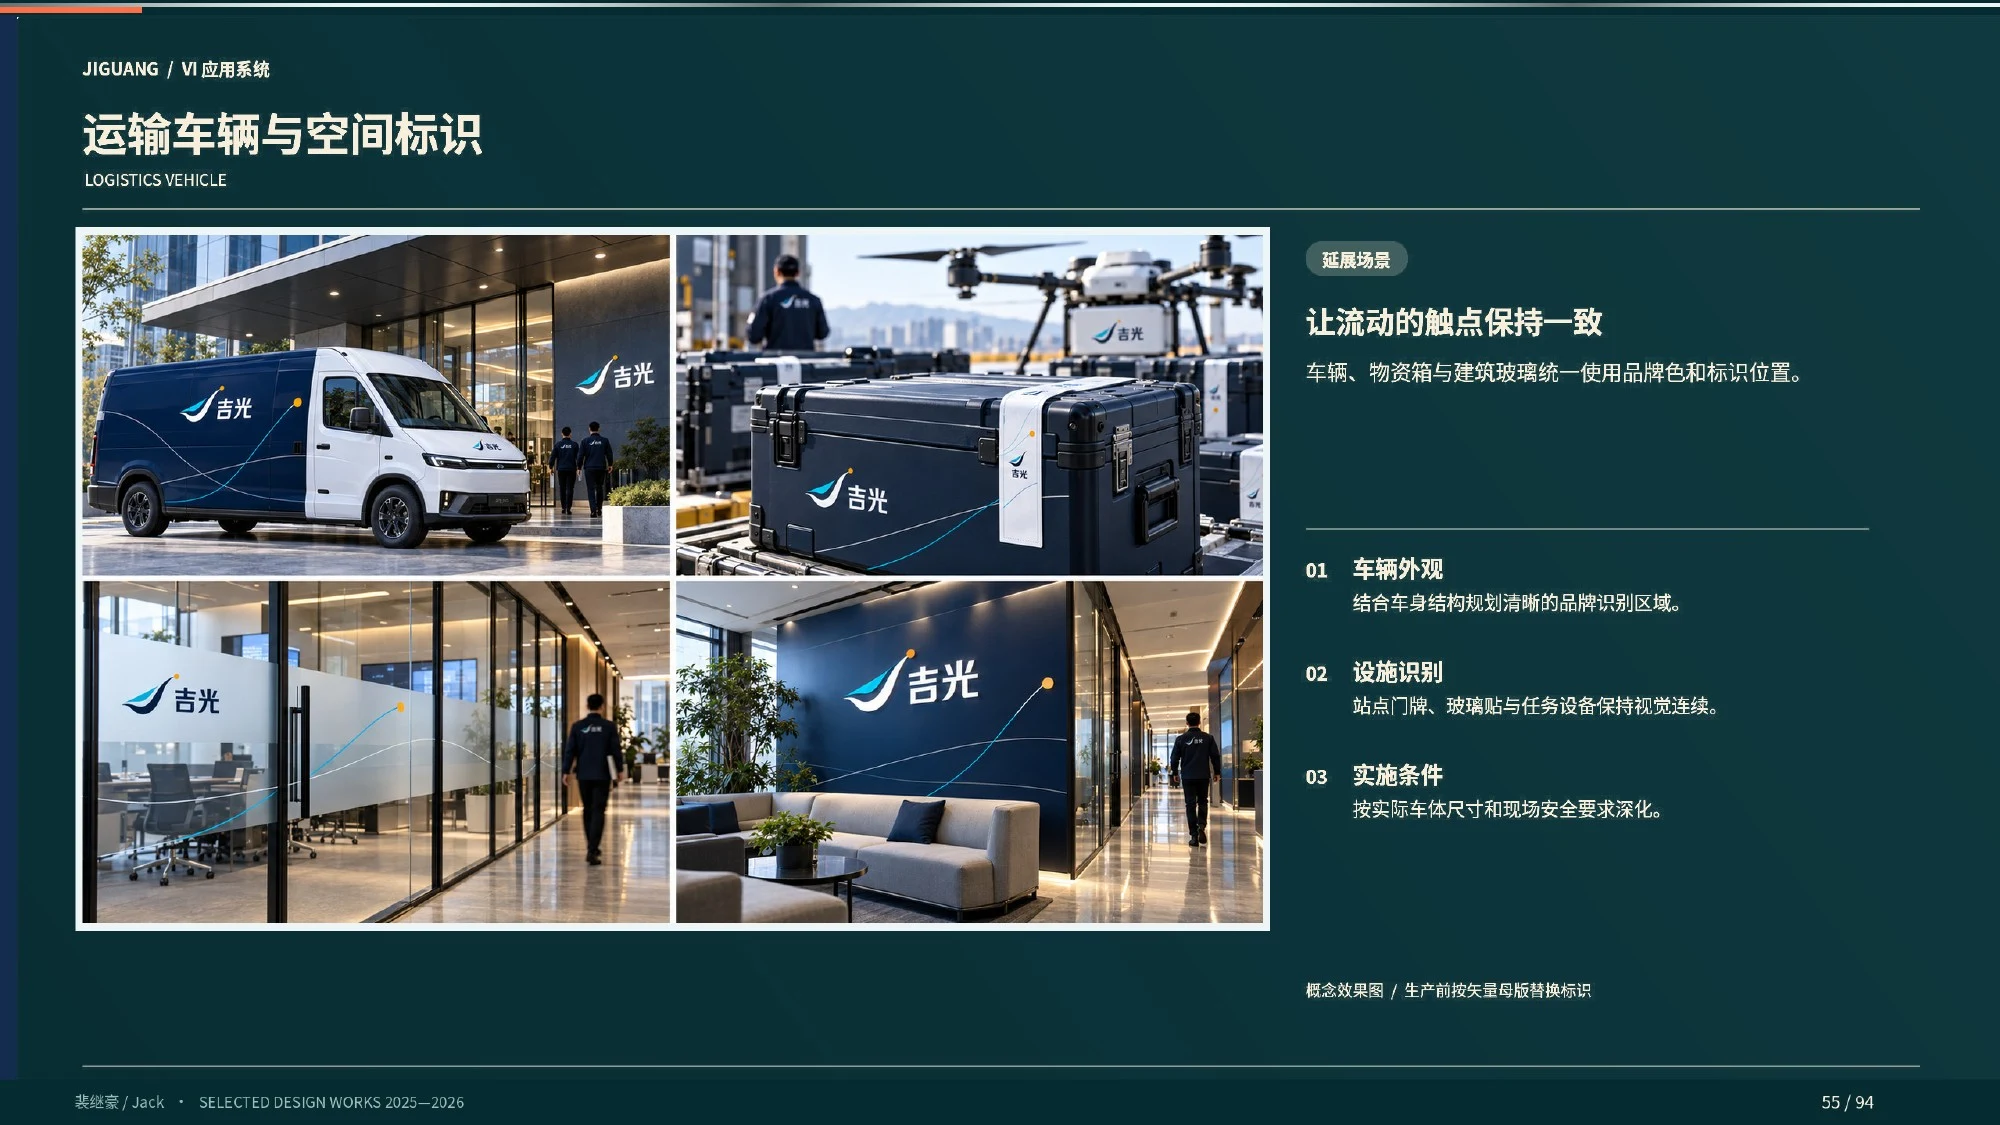 JIGUANG / VI 应用系统
运输车辆与空间标识
LOGISTICS VEHICLE
吉光
吉光
吉光
吉光
吉光
吉光
吉光
吉光
延展场景
让流动的触点保持一致
车辆、物资箱与建筑玻璃统一使用品牌色和标识位置。
01 车辆外观
结合车身结构规划清晰的品牌识别区域。
02 设施识别
站点门牌、玻璃贴与任务设备保持视觉连续。
03 实施条件
按实际车体尺寸和现场安全要求深化。
概念效果图 / 生产前按矢量母版替换标识
裴继豪 / Jack · SELECTED DESIGN WORKS 2025—2026
55 / 94